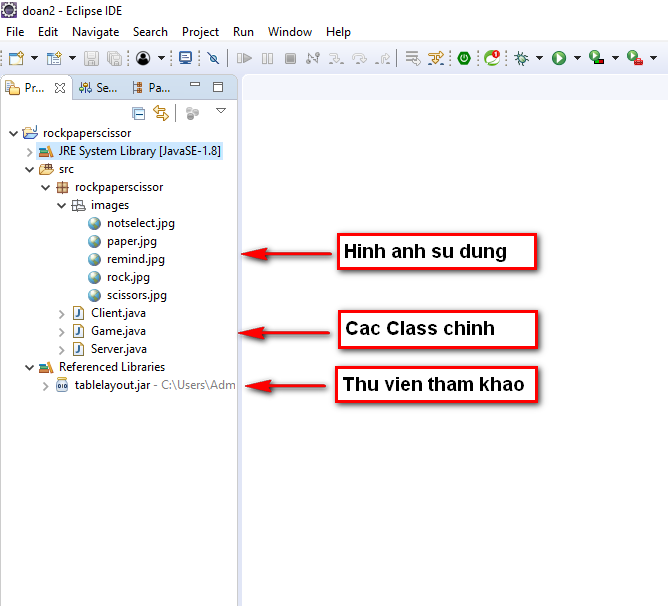 doan2 - Eclipse IDE
File Edit Navigate Search Project Run Window Help
Pr... Se... Pa...
rockpaperscissor
JRE System Library [JavaSE-1.8]
src
rockpaperscissor
images
notselect.jpg
paper.jpg
remind.jpg
rock.jpg
scissors.jpg
Client.java
Game.java
Server.java
Referenced Libraries
tablelayout.jar - C:\Users\Adm
Hinh anh su dung
Cac Class chinh
Thu vien tham khao